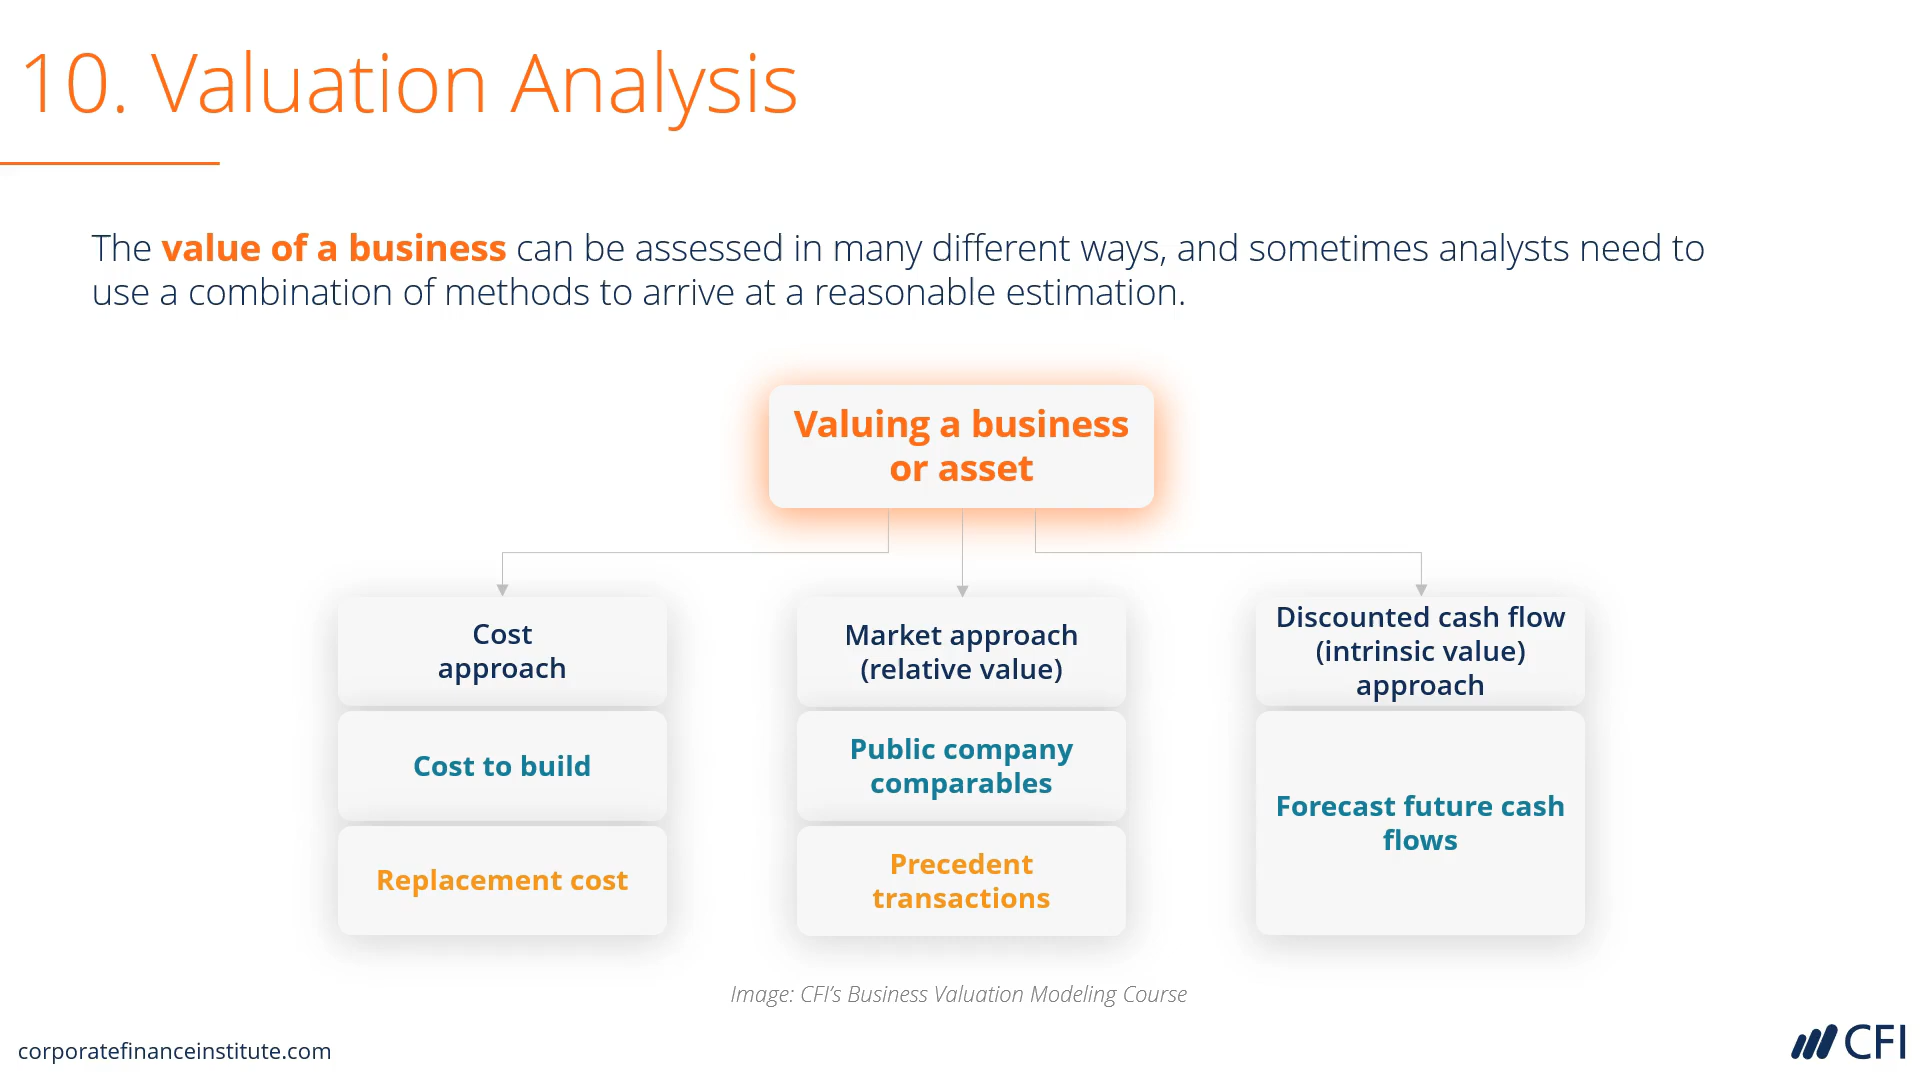 10. Valuation Analysis
The value of a business can be assessed in many different ways, and sometimes analysts need to
use a combination of methods to arrive at a reasonable estimation.
Valuing a business
or asset
Cost
approach
Cost to build
Replacement cost
Market approach
(relative value)
Public company
comparables
Precedent
transactions
Discounted cash flow
(intrinsic value)
approach
Forecast future cash
flows
Image: CFI’s Business Valuation Modeling Course
corporatefinanceinstitute.com
CFI